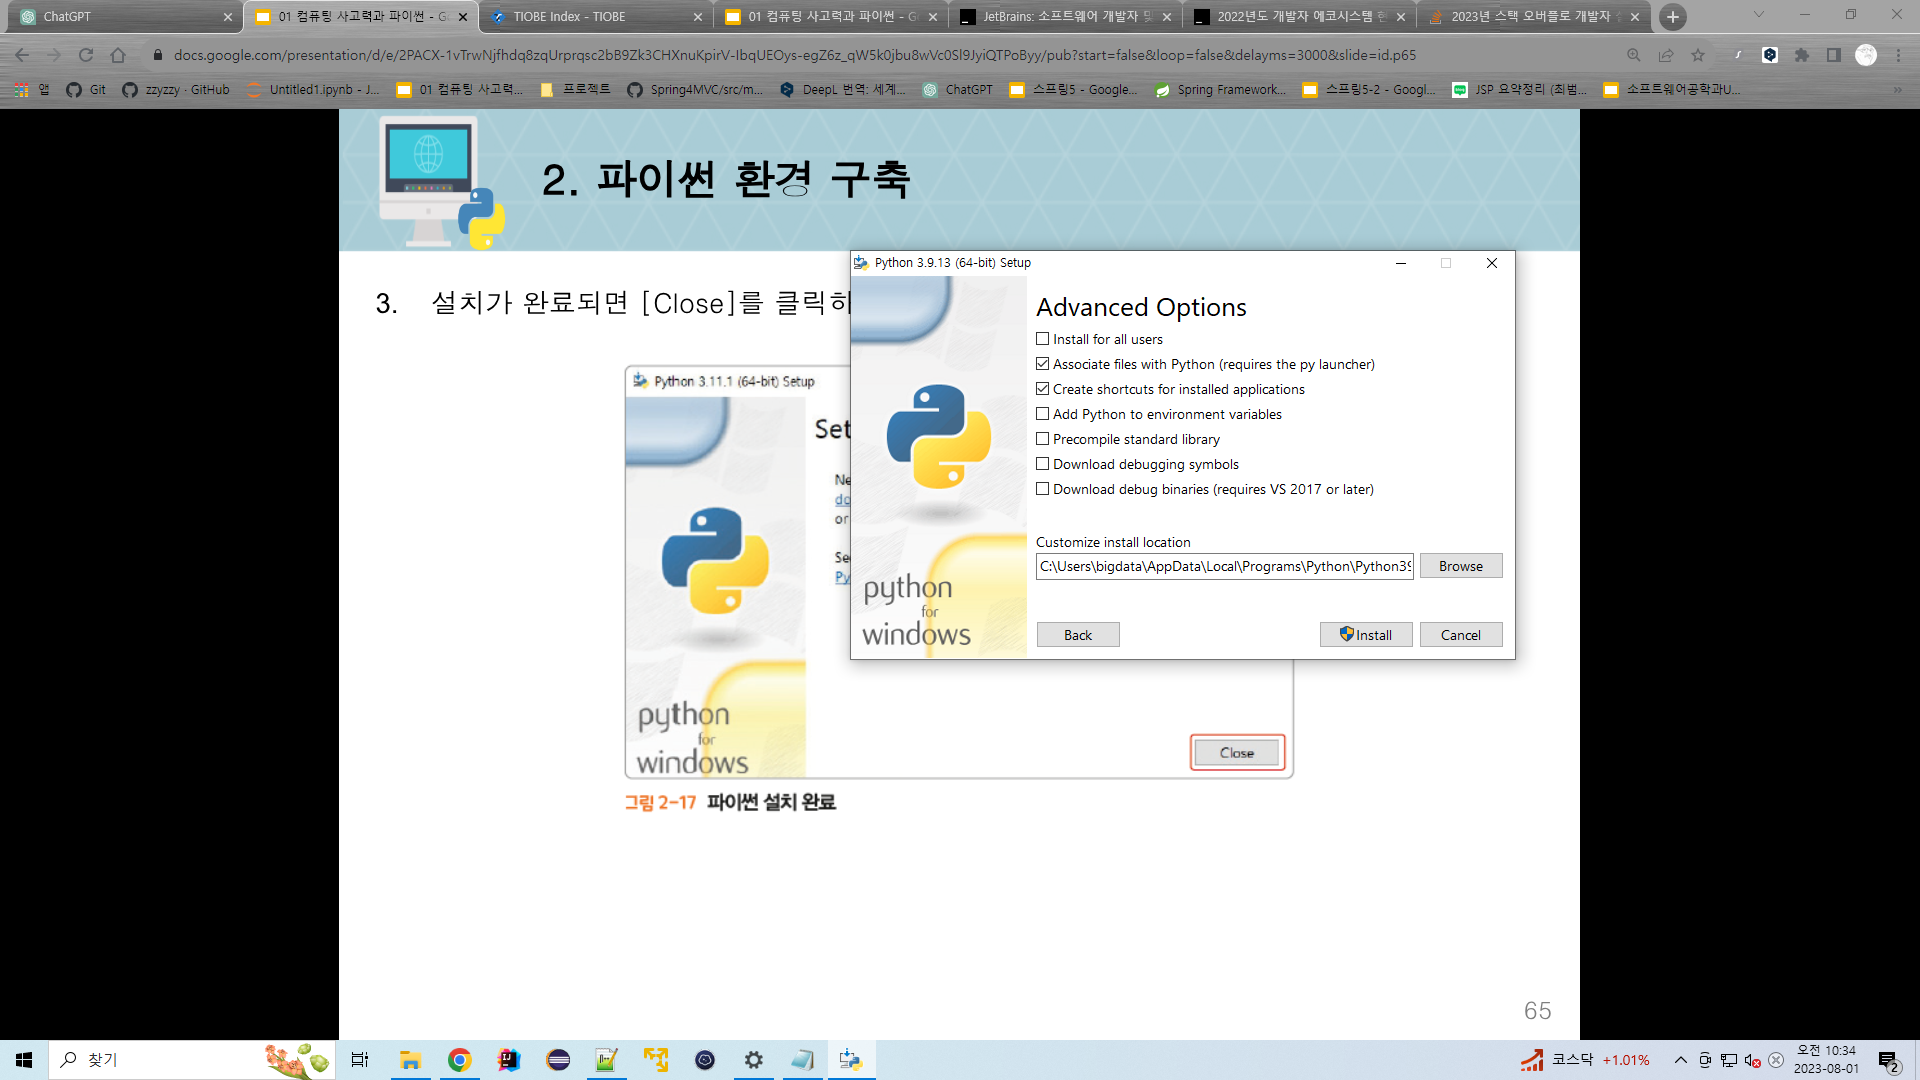 ChatGPT
01 컴퓨팅 사고력과 파이썬 - G
TIOBE Index - TIOBE
01 컴퓨팅 사고력과 파이썬 - G
JetBrains: 소프트웨어 개발자 및
2022년도 개발자 에코시스템 현
2023년 스택 오버플로 개발자
docs.google.com/presentation/d/e/2PACX-1vTrwNjfhdq8zqUrprqsc2bB9Zk3CHXnuKpirV-IbqUEOys-egZ6z_qW5k0jbu8wVc0Sl9JyiQTPoByy/pub?start=false&loop=false&delayms=3000&slide=id.p65
앱
Git
zzyzzy · GitHub
Untitled1.ipynb - J...
01 컴퓨팅 사고력...
프로젝트
Spring4MVC/src/m...
DeepL 번역: 세계...
ChatGPT
스프링5 - Google...
Spring Framework...
스프링5-2 - Googl...
JSP 요약정리 (최범...
소프트웨어공학과U...
2. 파이썬 환경 구축
3. 설치가 완료되면 [Close]를 클릭하
Python 3.11.1 (64-bit) Setup
Set
Ne
do
or
See
Py
python
for
windows
Close
그림 2-17 파이썬 설치 완료
Python 3.9.13 (64-bit) Setup
Advanced Options
Install for all users
Associate files with Python (requires the py launcher)
Create shortcuts for installed applications
Add Python to environment variables
Precompile standard library
Download debugging symbols
Download debug binaries (requires VS 2017 or later)
Customize install location
C:\Users\bigdata\AppData\Local\Programs\Python\Python39
Browse
python
for
windows
Back
Install
Cancel
65
찾기
코스닥 +1.01%
오전 10:34
2023-08-01
2